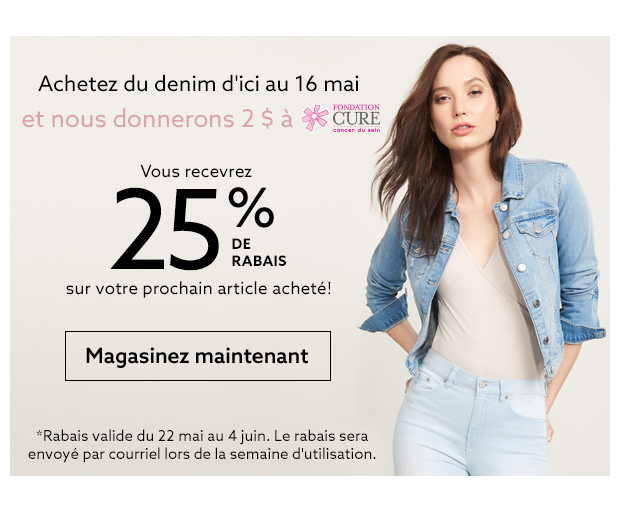 Achetez du denim d'ici au 16 mai
et nous donnerons 2 $ à FONDATION CURE cancer du sein
Vous recevrez
25%
DE
RABAIS
sur votre prochain article acheté!
Magasinez maintenant
*Rabais valide du 22 mai au 4 juin. Le rabais sera
envoyé par courriel lors de la semaine d'utilisation.